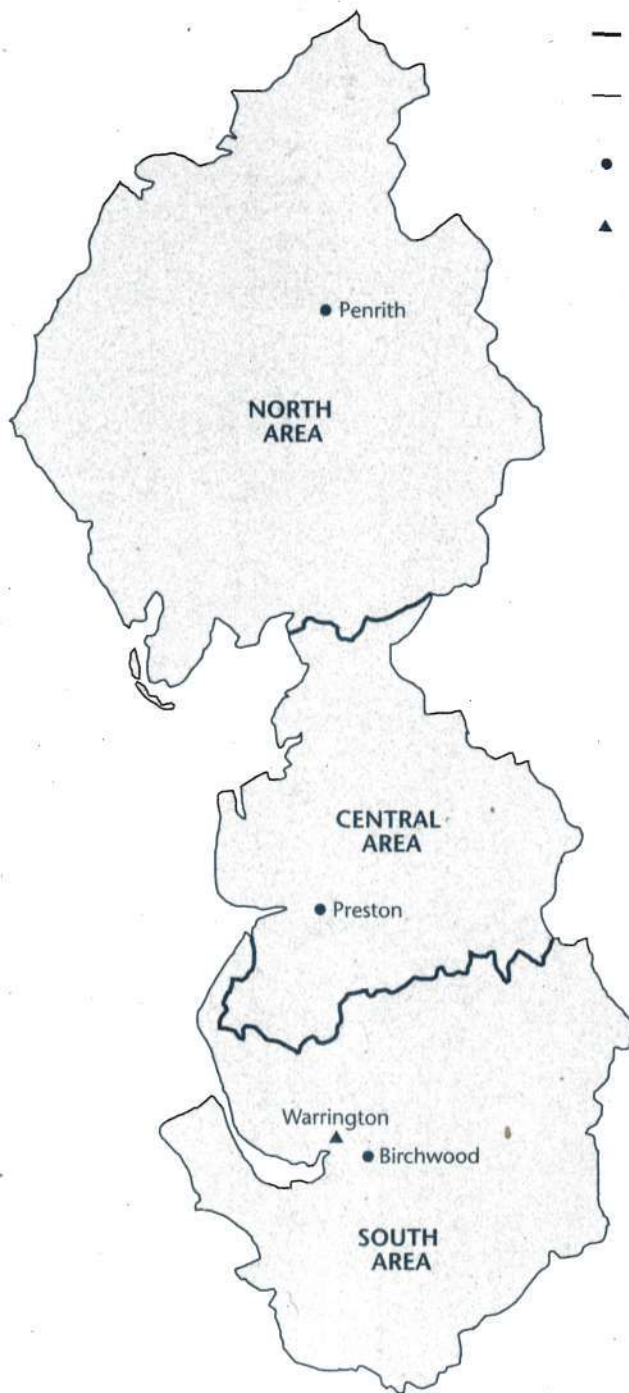 Penrith
NORTH
AREA
CENTRAL
AREA
Preston
Warrington
Birchwood
SOUTH
AREA